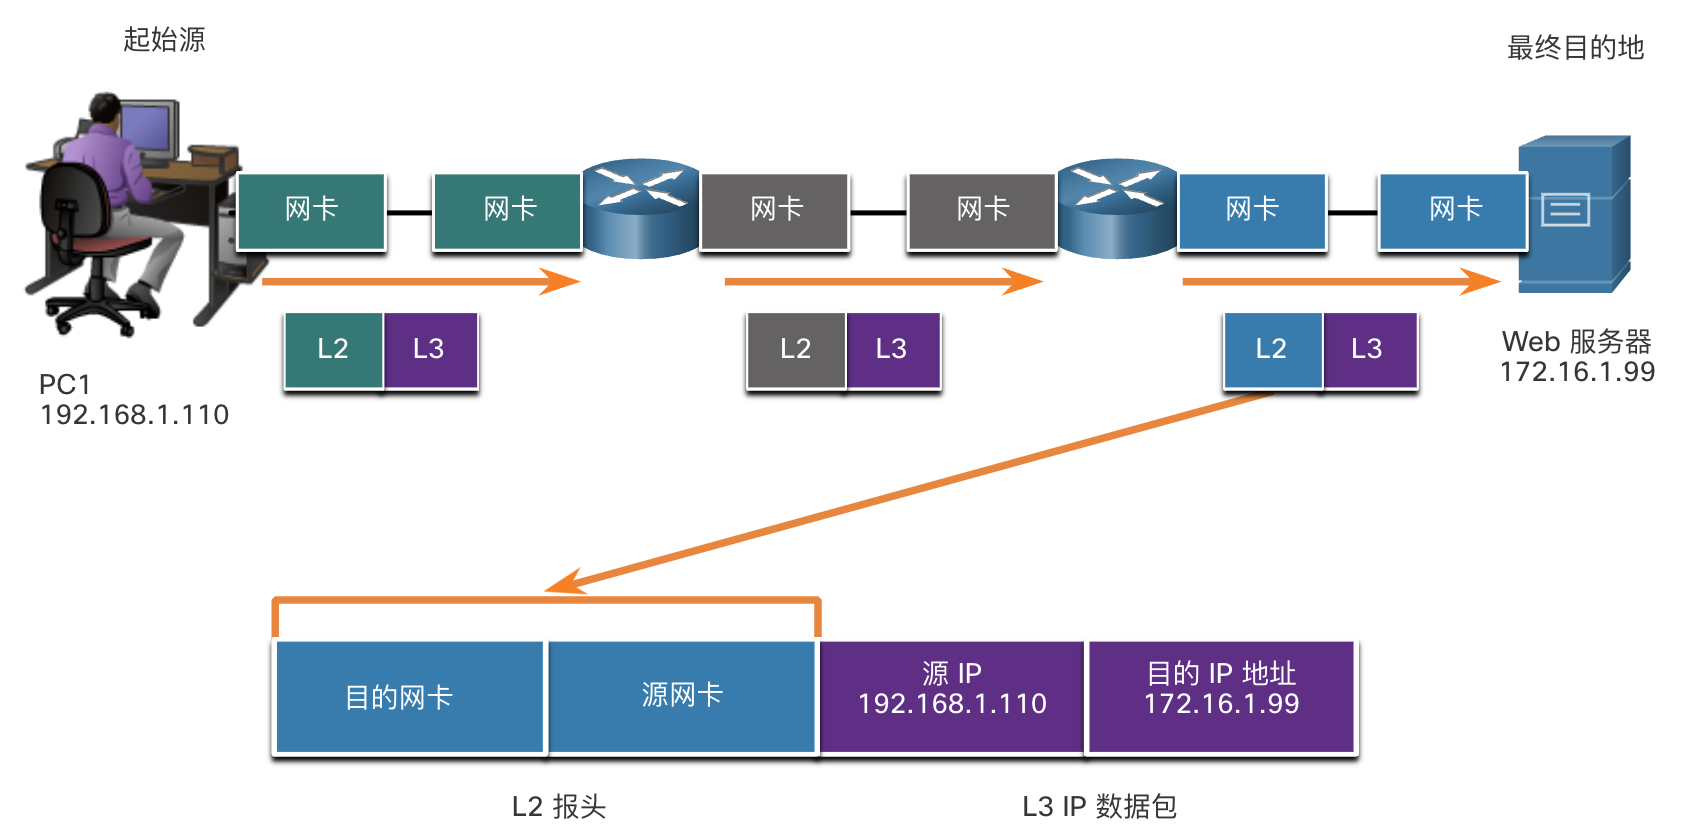 起始源
最终目的地
网卡
网卡
网卡
网卡
网卡
网卡
L2
L3
L2
L3
L2
L3
PC1
192.168.1.110
Web 服务器
172.16.1.99
目的网卡
源网卡
源 IP
192.168.1.110
目的 IP 地址
172.16.1.99
L2 报头
L3 IP 数据包